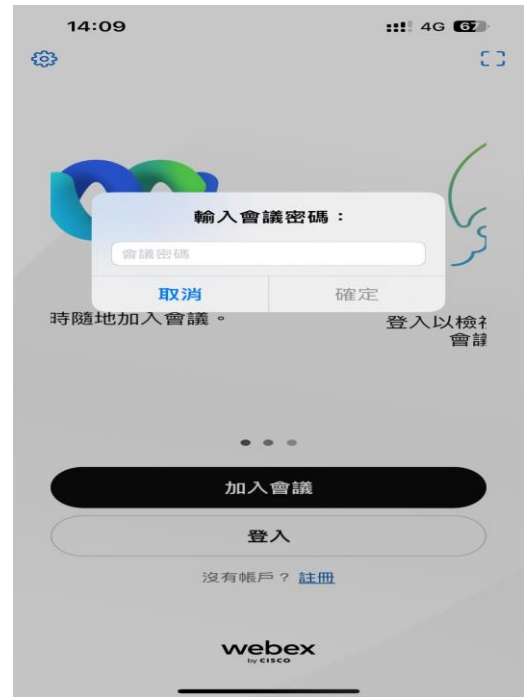 14:09
4G 67
輸入會議密碼：
會議密碼
取消
確定
時隨地加入會議。
登入以檢
會
加入會議
登入
沒有帳戶？註冊
webex
by CISCO